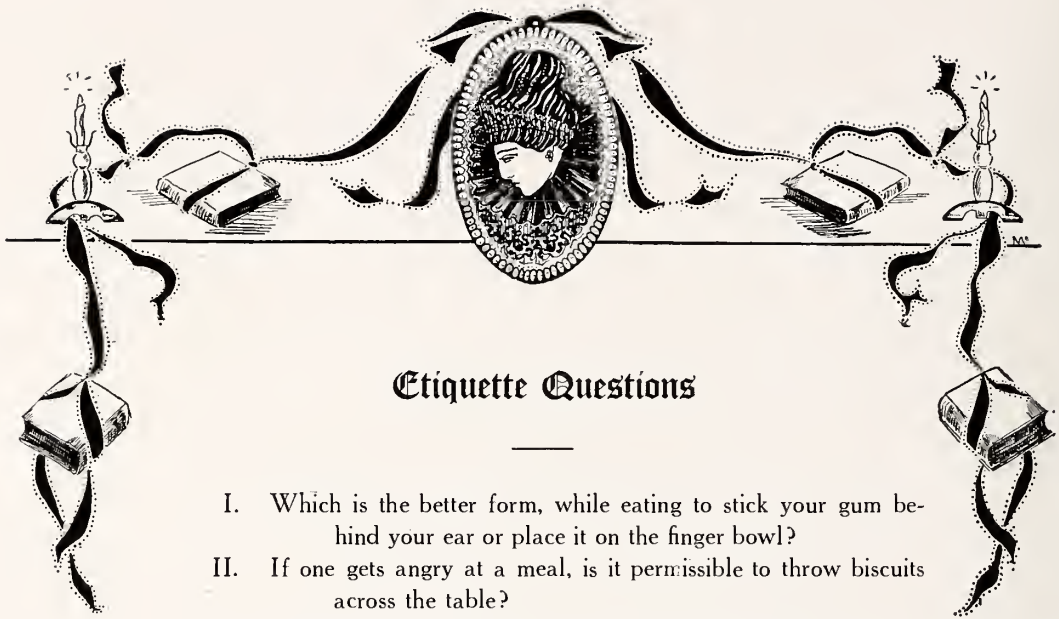 Etiquette Questions
I. Which is the better form, while eating to stick your gum be-
hind your ear or place it on the finger bowl?
II. If one gets angry at a meal, is it permissible to throw biscuits
across the table?